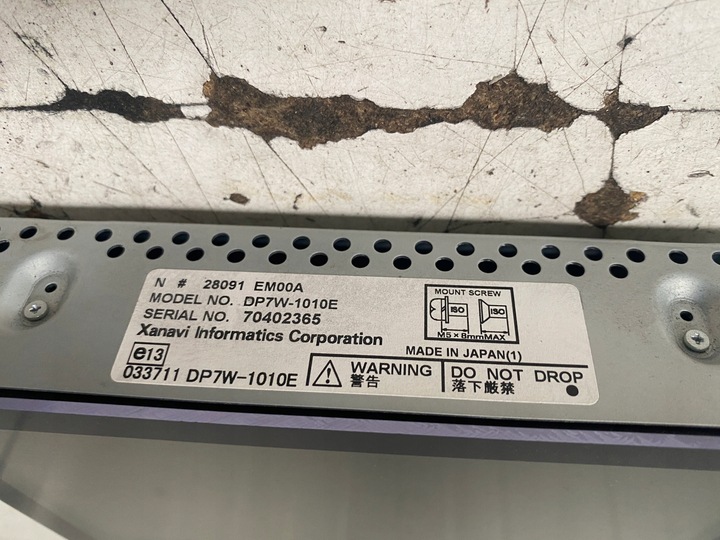 N # 28091 EM00A
MODEL NO. DP7W-1010E
SERIAL NO. 70402365
Xanavi Informatics Corporation
MOUNT SCREW
ISO ISO
M5×8mmMAX
MADE IN JAPAN(1)
e13
033711 DP7W-1010E
WARNING
警告
DO NOT DROP
落下厳禁